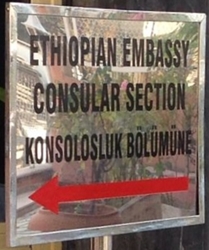 ETHIOPIAN EMBASSY
CONSULAR SECTION
KONSOLOSLUK BÖLÜMÜNE